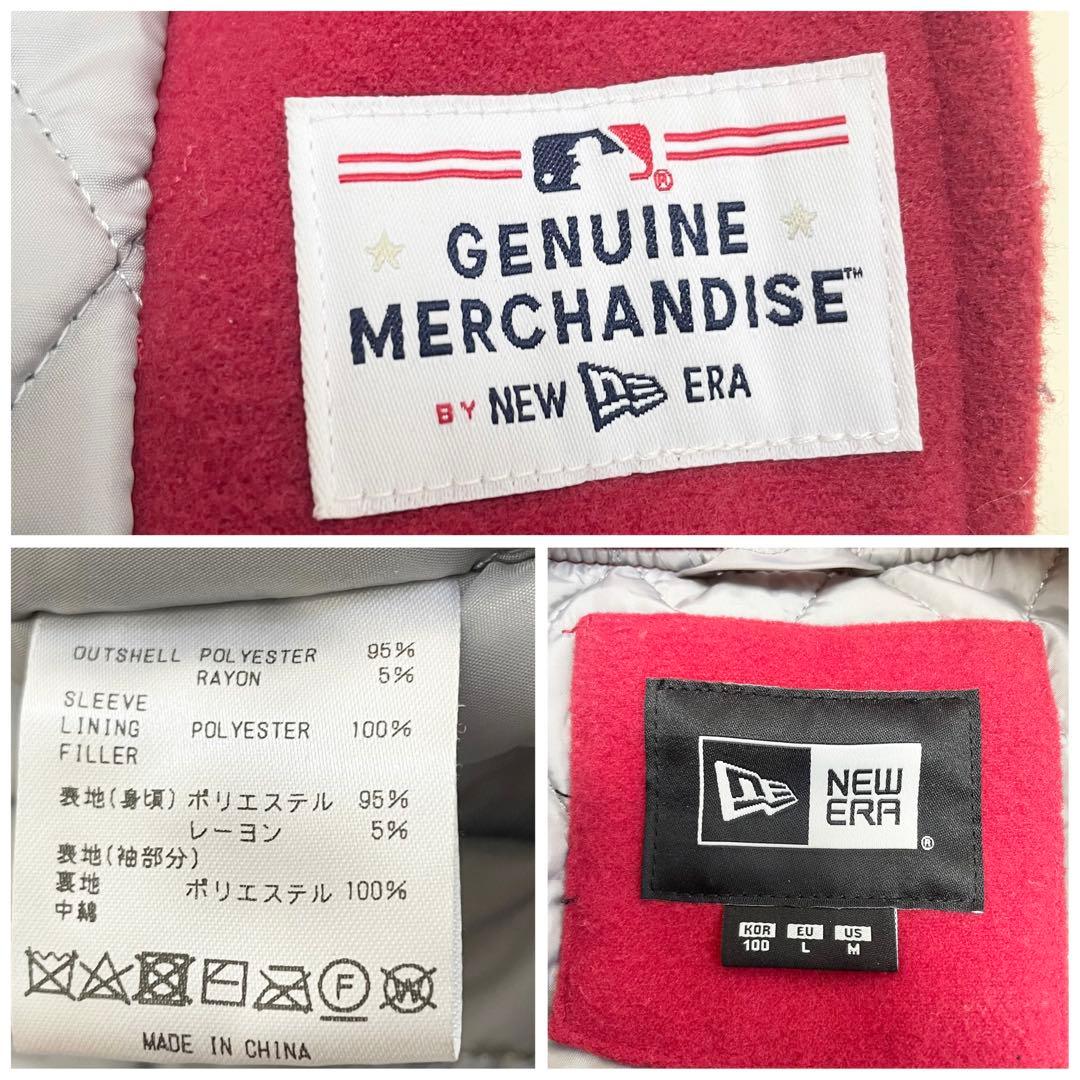 GENUINE
MERCHANDISE™
BY NEW ERA
OUTSHELL POLYESTER 95%
RAYON 5%
SLEEVE
LINING POLYESTER 100%
FILLER
表地(身頃) ポリエステル 95%
レーヨン 5%
表地(袖部分)
裏地 ポリエステル 100%
中綿
F
W
MADE IN CHINA
NEW
ERA®
KOR EU US
100 L M